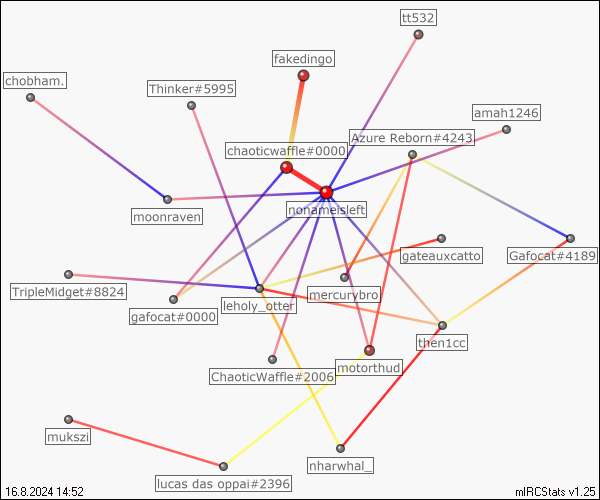 tt532
fakedingo
chobham.
Thinker#5995
amah1246
Azure Reborn#4243
chaoticwaffle#0000
nonameisleft
moonraven
gateauxcatto
Gafocat#4189
TripleMidget#8824
mercurybro
leholy_otter
gafocat#0000
then1cc
motorthud
ChaoticWaffle#2006
mukszi
nharwhal_
lucas das oppai#2396
16.8.2024 14:52
mIRCStats v1.25